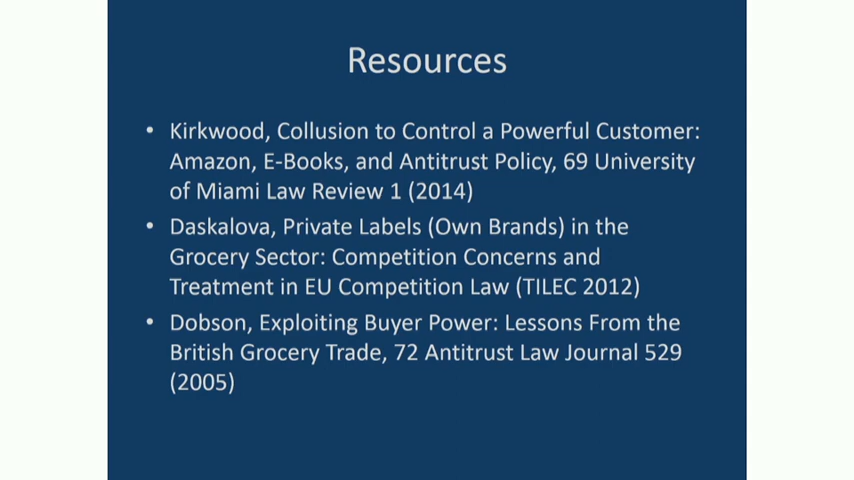 Resources
• Kirkwood, Collusion to Control a Powerful Customer:
Amazon, E-Books, and Antitrust Policy, 69 University
of Miami Law Review 1 (2014)
• Daskalova, Private Labels (Own Brands) in the
Grocery Sector: Competition Concerns and
Treatment in EU Competition Law (TILEC 2012)
• Dobson, Exploiting Buyer Power: Lessons From the
British Grocery Trade, 72 Antitrust Law Journal 529
(2005)